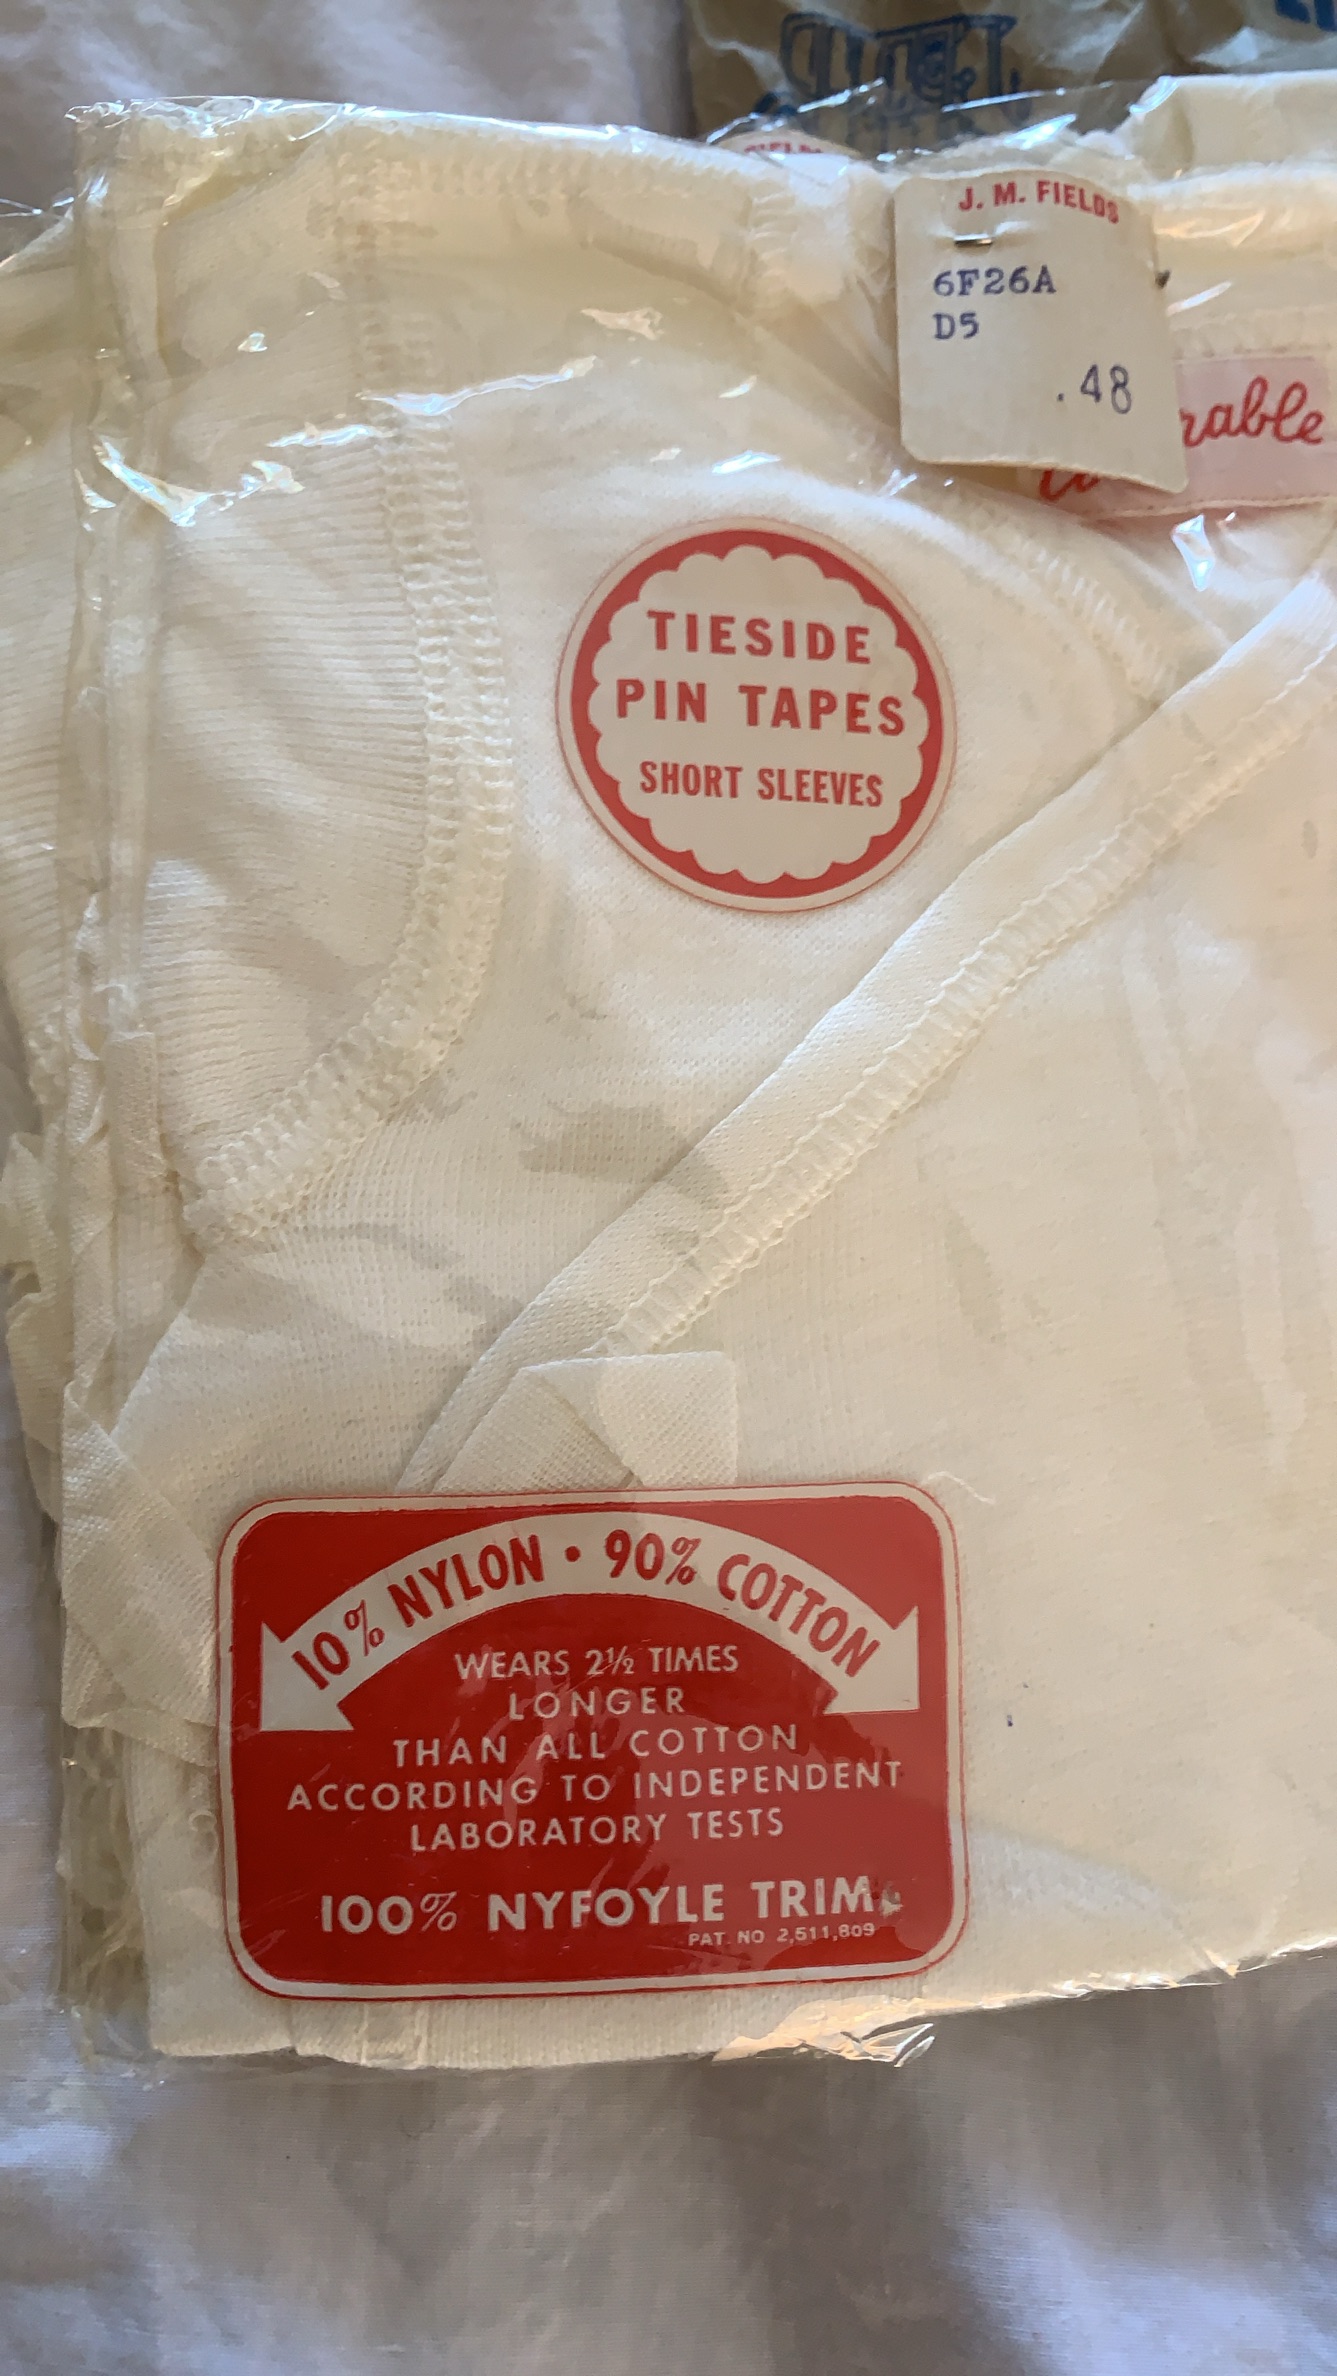 J. M. FIELDS
6F26A
D5
.48
TIESIDE
PIN TAPES
SHORT SLEEVES
10% NYLON • 90% COTTON
WEARS 2½ TIMES
LONGER
THAN ALL COTTON
ACCORDING TO INDEPENDENT
LABORATORY TESTS
100% NYFOYLE TRIM
PAT. NO 2,511,809